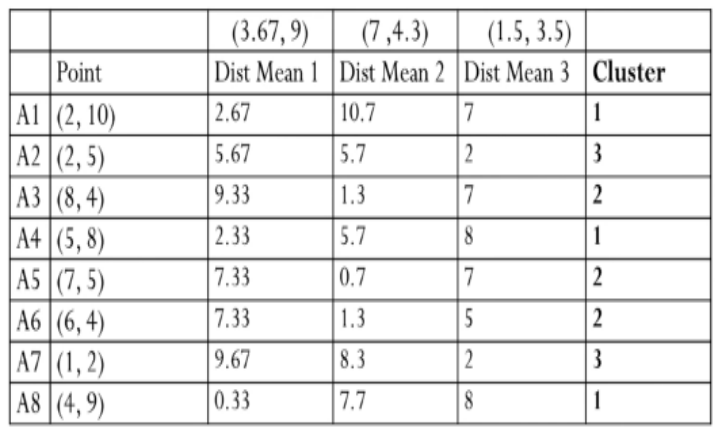 (3.67, 9) (7 ,4.3) (1.5, 3.5)
Point Dist Mean 1 Dist Mean 2 Dist Mean 3 Cluster
A1 (2, 10) 2.67 10.7 7 1
A2 (2, 5) 5.67 5.7 2 3
A3 (8, 4) 9.33 1.3 7 2
A4 (5, 8) 2.33 5.7 8 1
A5 (7, 5) 7.33 0.7 7 2
A6 (6, 4) 7.33 1.3 5 2
A7 (1, 2) 9.67 8.3 2 3
A8 (4, 9) 0.33 7.7 8 1